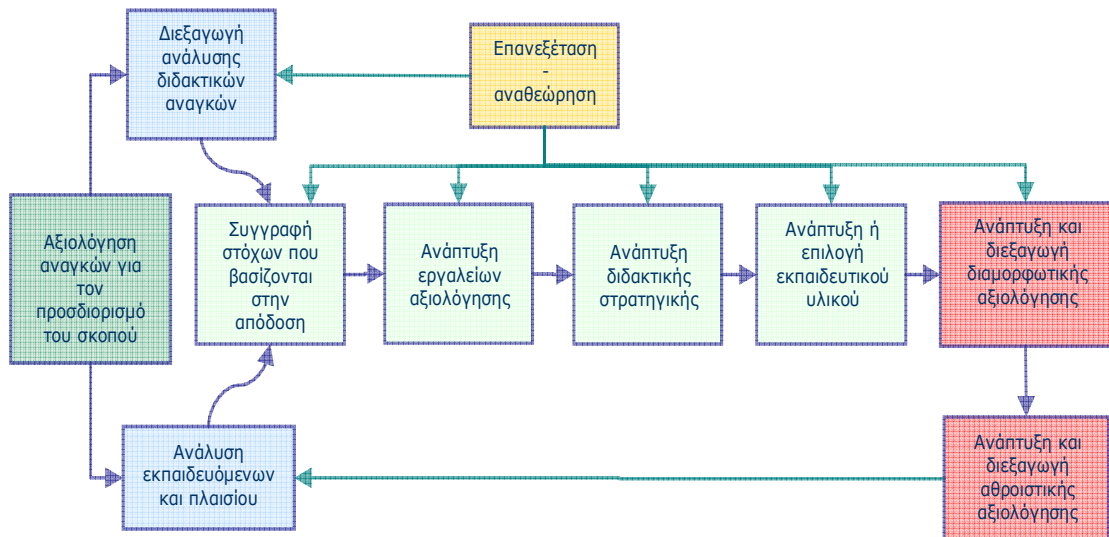 Διεξαγωγή
ανάλυσης
διδακτικών
αναγκών
Επανεξέταση
-
αναθεώρηση
Αξιολόγηση
αναγκών για
τον
προσδιορισμό
του σκοπού
Συγγραφή
στόχων που
βασίζονται
στην
απόδοση
Ανάπτυξη
εργαλείων
αξιολόγησης
Ανάπτυξη
διδακτικής
στρατηγικής
Ανάπτυξη ή
επιλογή
εκπαιδευτικού
υλικού
Ανάπτυξη και
διεξαγωγή
διαμορφωτικής
αξιολόγησης
Ανάλυση
εκπαιδευόμενων
και πλαισίου
Ανάπτυξη και
διεξαγωγή
αθροιστικής
αξιολόγησης